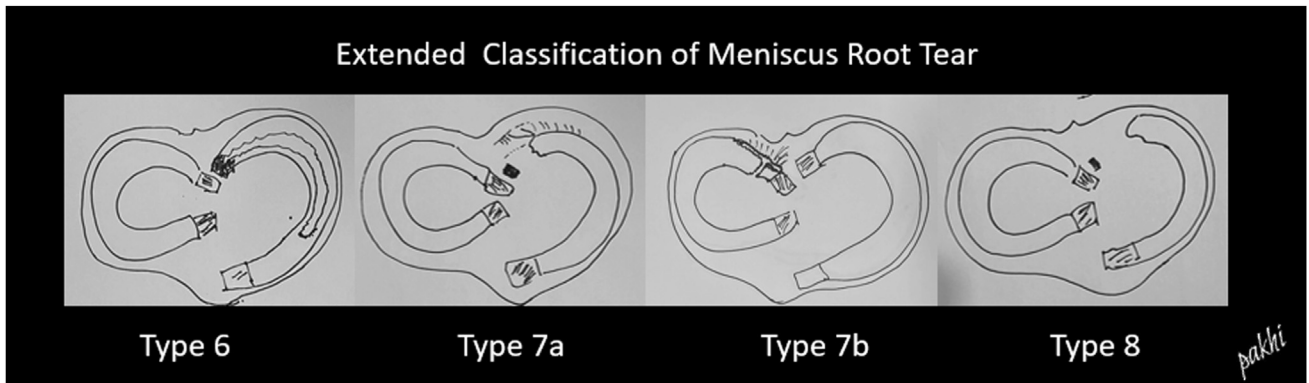 Extended Classification of Meniscus Root Tear
Type 6
Type 7a
Type 7b
Type 8
pakhi